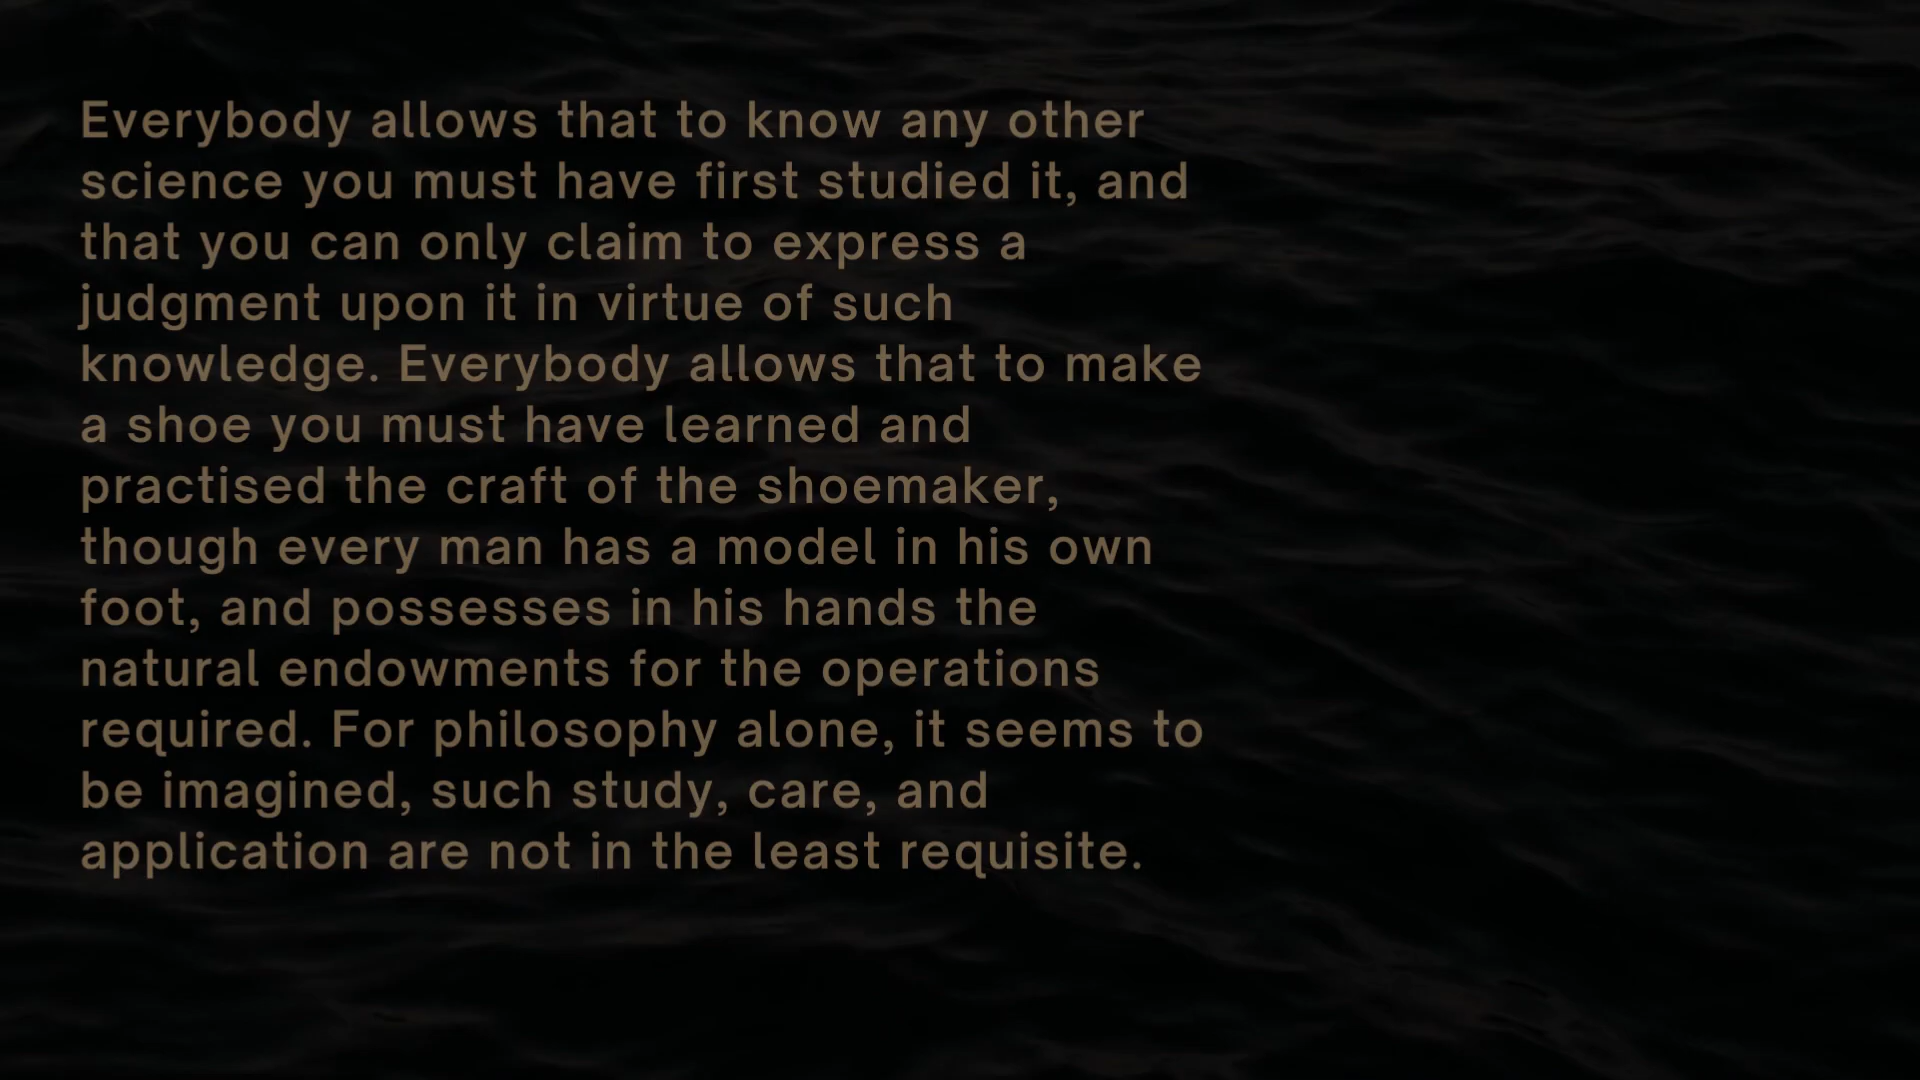 Everybody allows that to know any other
science you must have first studied it, and
that you can only claim to express a
judgment upon it in virtue of such
knowledge. Everybody allows that to make
a shoe you must have learned and
practised the craft of the shoemaker,
though every man has a model in his own
foot, and possesses in his hands the
natural endowments for the operations
required. For philosophy alone, it seems to
be imagined, such study, care, and
application are not in the least requisite.